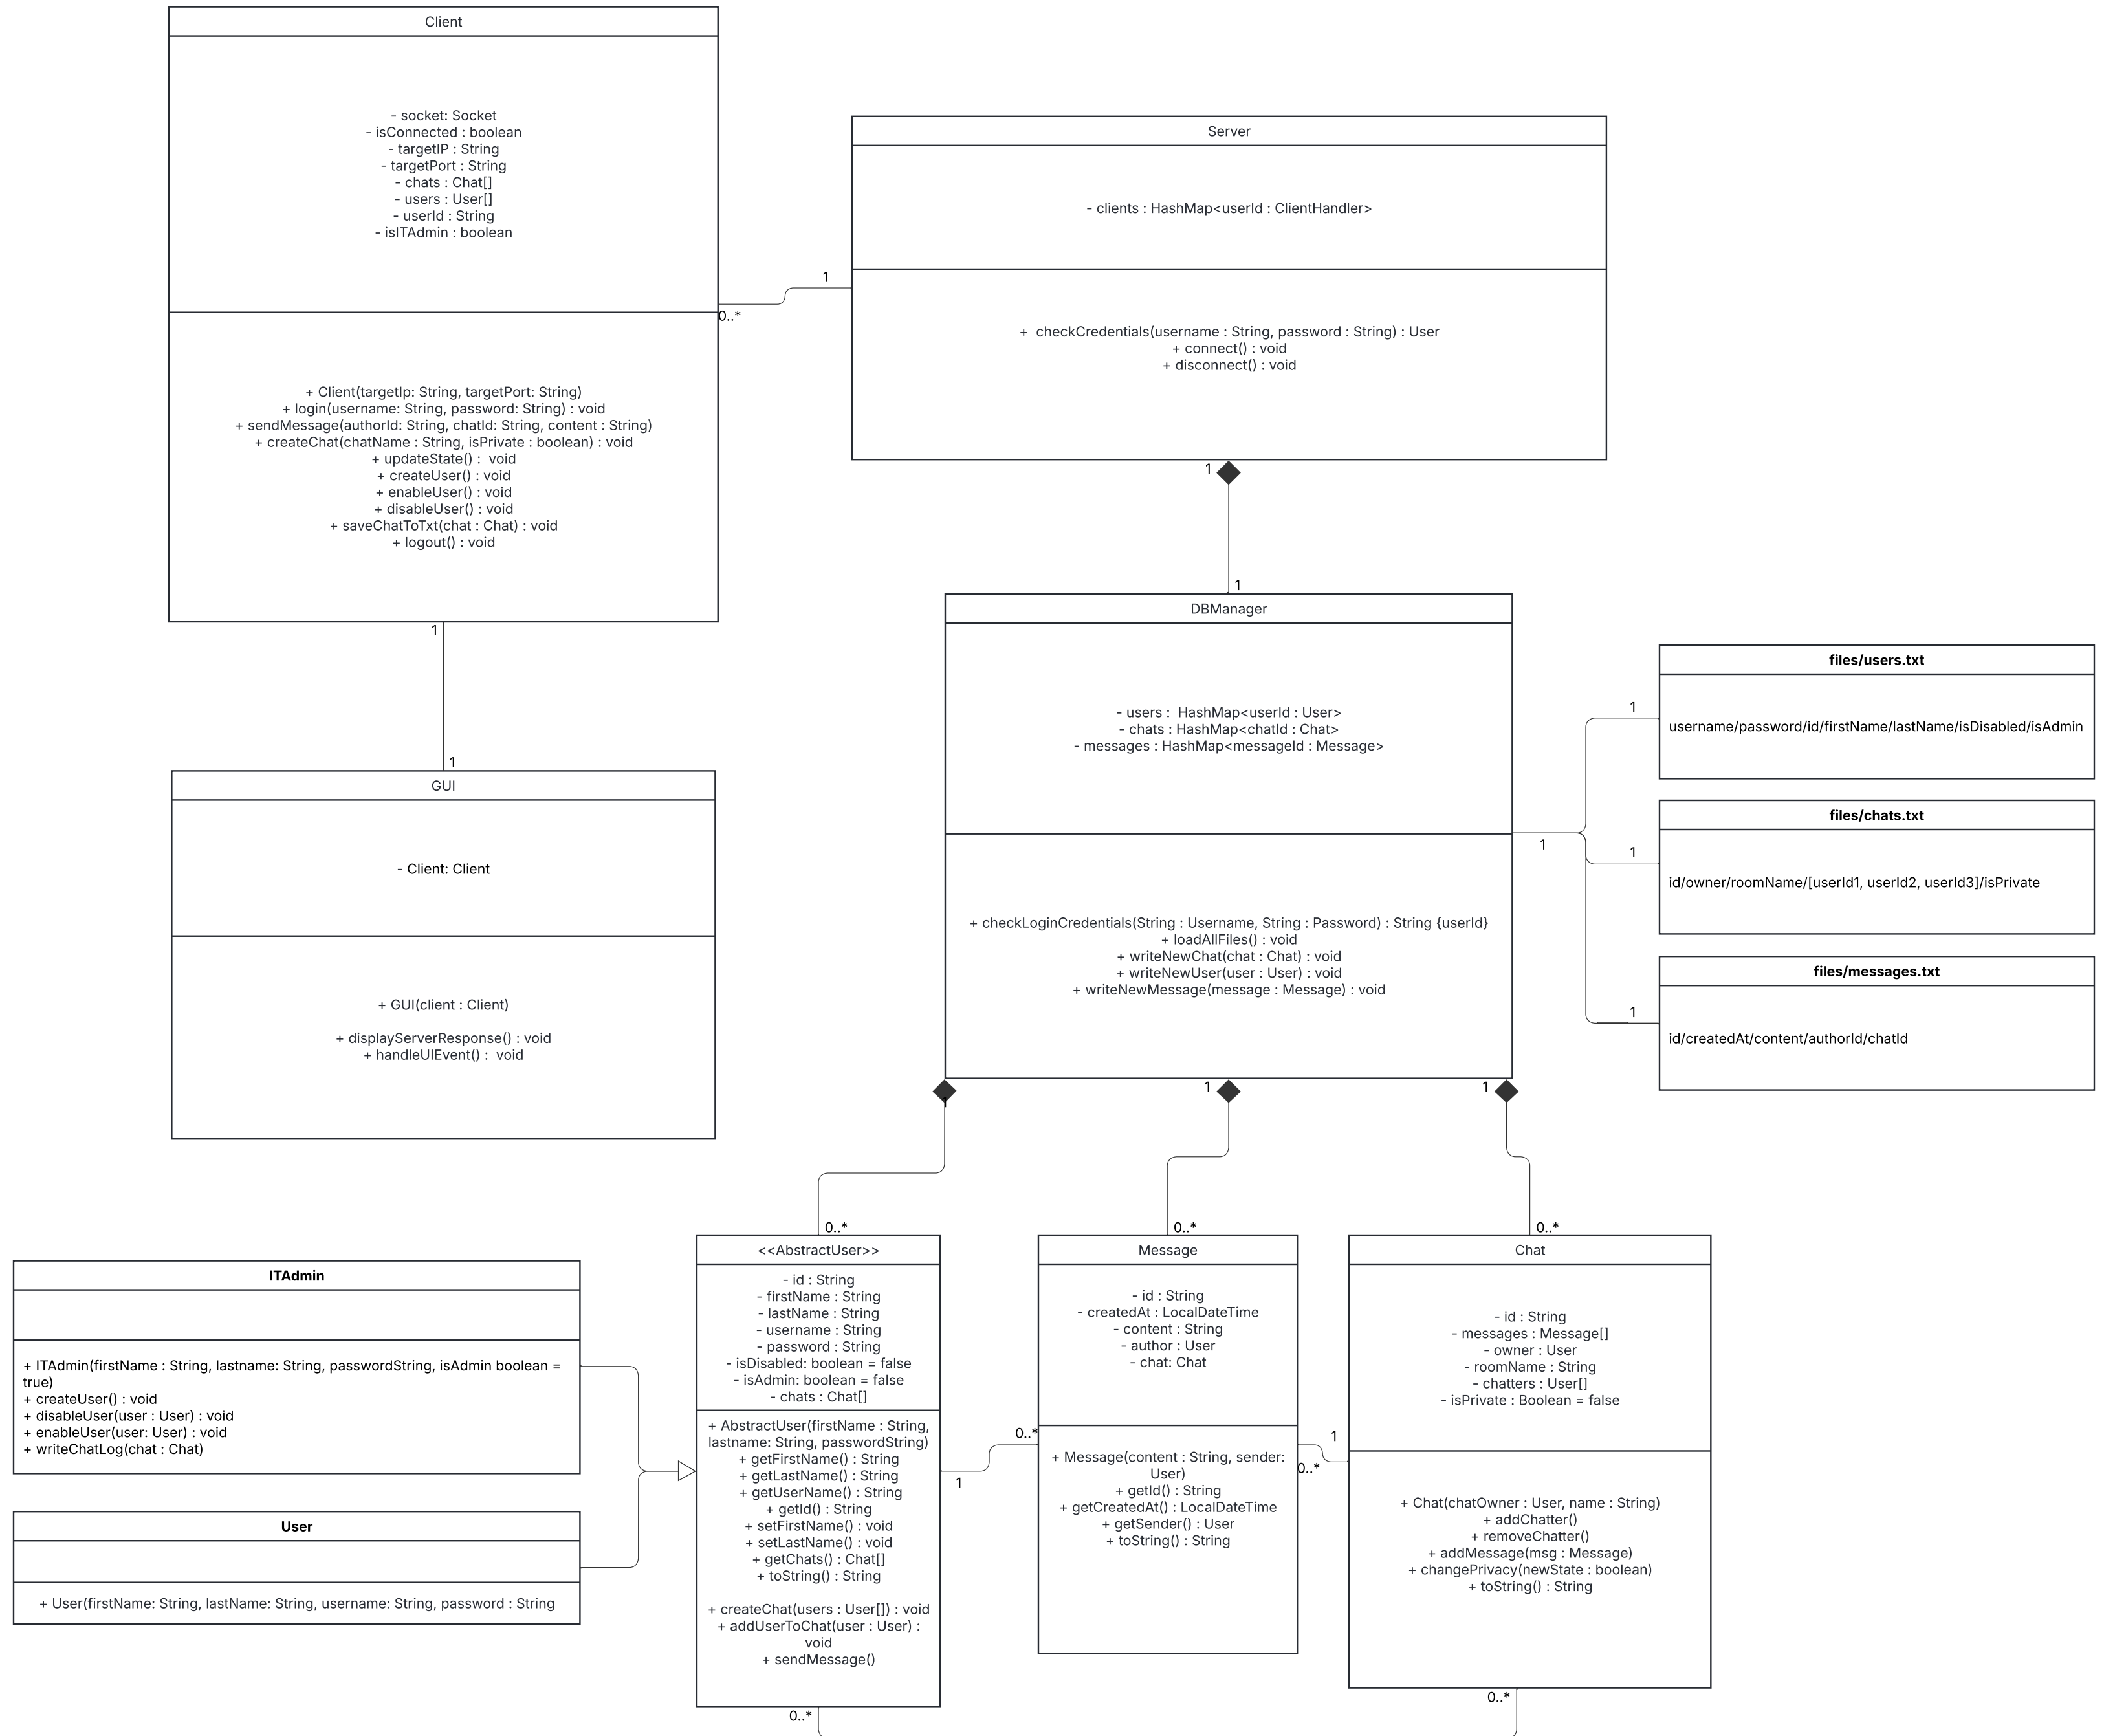 Client
- socket: Socket
- isConnected : boolean
- targetIP : String
- targetPort : String
- chats : Chat[]
- users : User[]
- userId : String
- isITAdmin : boolean
+ Client(targetIp: String, targetPort: String)
+ login(username: String, password: String) : void
+ sendMessage(authorId: String, chatId: String, content : String)
+ createChat(chatName : String, isPrivate : boolean) : void
+ updateState() :  void
+ createUser() : void
+ enableUser() : void
+ disableUser() : void
+ saveChatToTxt(chat : Chat) : void
+ logout() : void
0..*
1
Server
- clients : HashMap<userId : ClientHandler>
+  checkCredentials(username : String, password : String) : User
+ connect() : void
+ disconnect() : void
1
1
1
1
GUI
- Client: Client
+ GUI(client : Client)
+ displayServerResponse() : void
+ handleUIEvent() :  void
DBManager
- users :  HashMap<userId : User>
- chats : HashMap<chatId : Chat>
- messages : HashMap<messageId : Message>
+ checkLoginCredentials(String : Username, String : Password) : String {userId}
+ loadAllFiles() : void
+ writeNewChat(chat : Chat) : void
+ writeNewUser(user : User) : void
+ writeNewMessage(message : Message) : void
1
1
files/users.txt
username/password/id/firstName/lastName/isDisabled/isAdmin
1
files/chats.txt
id/owner/roomName/[userId1, userId2, userId3]/isPrivate
1
files/messages.txt
id/createdAt/content/authorId/chatId
1
1
1
0..*
0..*
0..*
ITAdmin
+ ITAdmin(firstName : String, lastname: String, passwordString, isAdmin boolean =
true)
+ createUser() : void
+ disableUser(user : User) : void
+ enableUser(user: User) : void
+ writeChatLog(chat : Chat)
User
+ User(firstName: String, lastName: String, username: String, password : String
<<AbstractUser>>
- id : String
- firstName : String
- lastName : String
- username : String
- password : String
- isDisabled: boolean = false
- isAdmin: boolean = false
- chats : Chat[]
+ AbstractUser(firstName : String,
lastname: String, passwordString)
+ getFirstName() : String
+ getLastName() : String
+ getUserName() : String
+ getId() : String
+ setFirstName() : void
+ setLastName() : void
+ getChats() : Chat[]
+ toString() : String
+ createChat(users : User[]) : void
+ addUserToChat(user : User) :
void
+ sendMessage()
1
0..*
Message
- id : String
- createdAt : LocalDateTime
- content : String
- author : User
- chat: Chat
+ Message(content : String, sender:
User)
+ getId() : String
+ getCreatedAt() : LocalDateTime
+ getSender() : User
+ toString() : String
1
0..*
Chat
- id : String
- messages : Message[]
- owner : User
- roomName : String
- chatters : User[]
- isPrivate : Boolean = false
+ Chat(chatOwner : User, name : String)
+ addChatter()
+ removeChatter()
+ addMessage(msg : Message)
+ changePrivacy(newState : boolean)
+ toString() : String
0..*
0..*